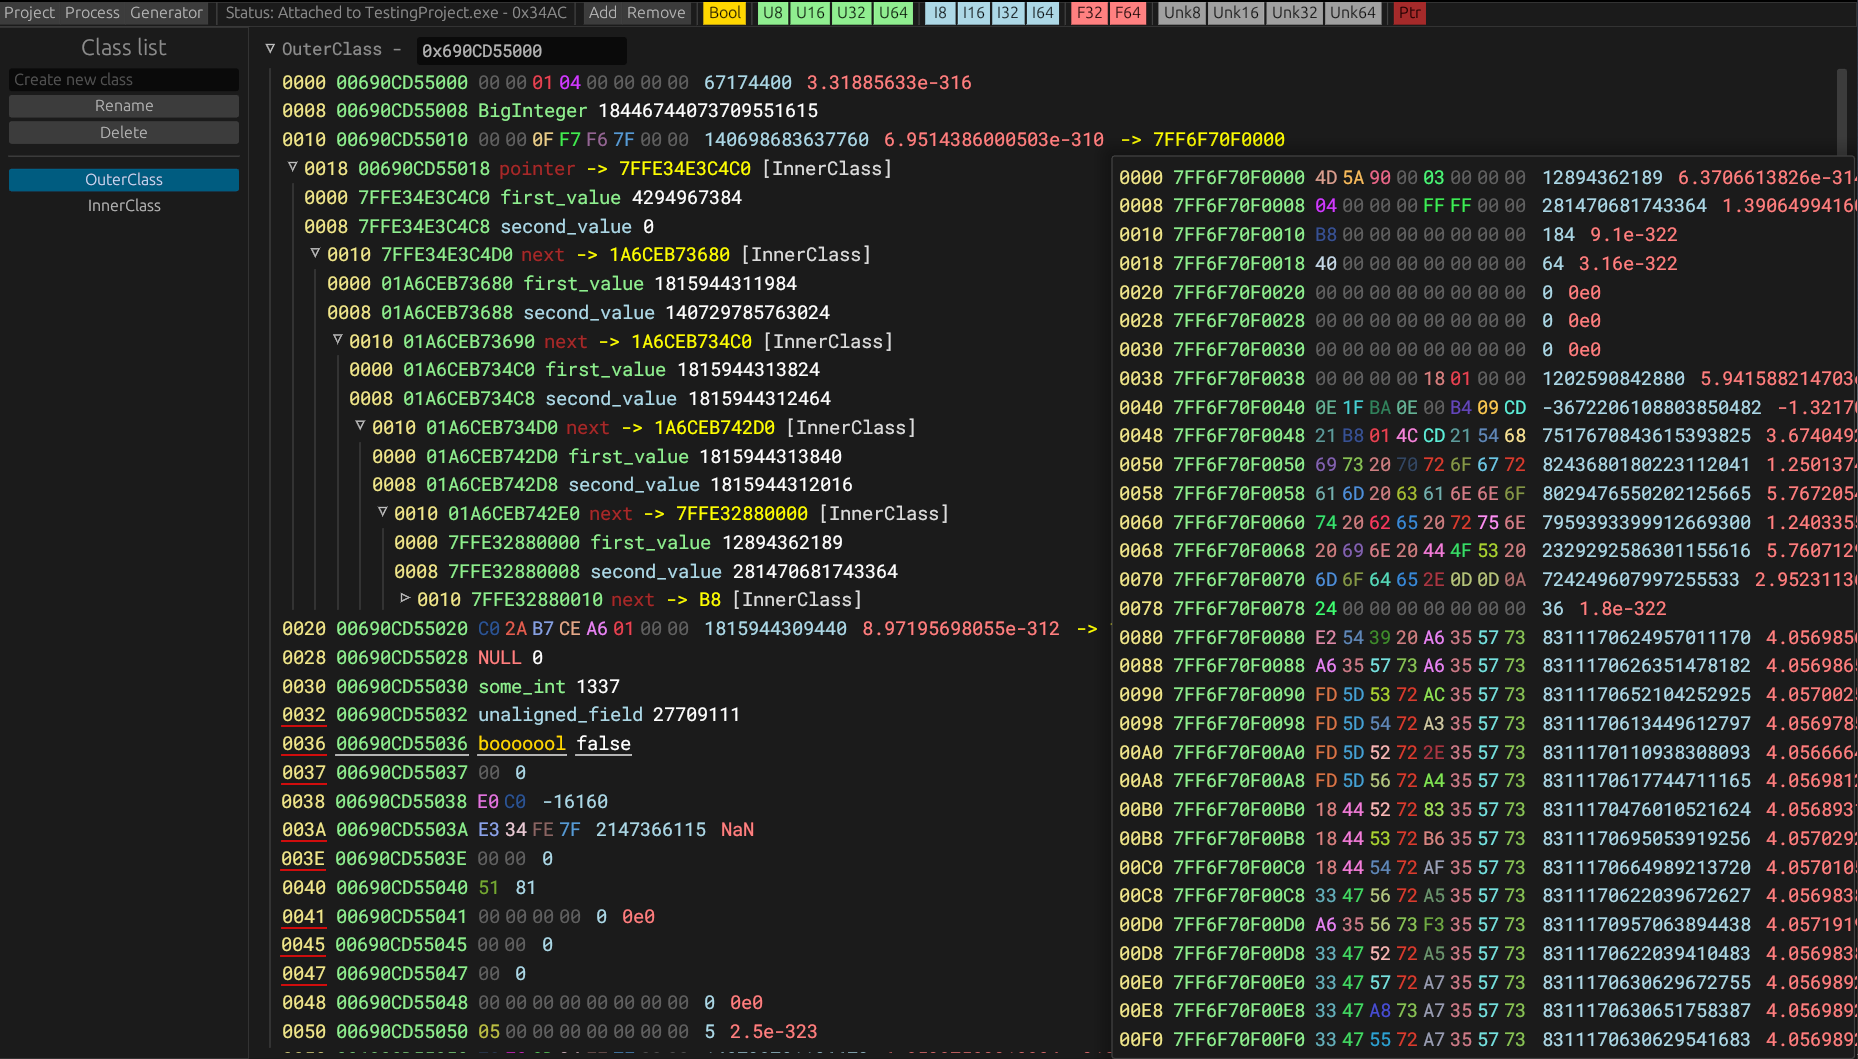 Project Process Generator Status: Attached to TestingProject.exe - 0x34AC Add Remove Bool U8 U16 U32 U64 I8 I16 I32 I64 F32 F64 Unk8 Unk16 Unk32 Unk64 Ptr
Class list
Create new class
Rename
Delete
OuterClass
InnerClass
OuterClass - 0x690CD55000
0000 00690CD55000 00 00 01 04 00 00 00 00 67174400 3.31885633e-316
0008 00690CD55008 BigInteger 18446744073709551615
0010 00690CD55010 00 00 0F F7 F6 7F 00 00 140698683637760 6.9514386000503e-310 -> 7FF6F70F0000
0018 00690CD55018 pointer -> 7FFE34E3C4C0 [InnerClass]
0000 7FFE34E3C4C0 first_value 4294967384
0008 7FFE34E3C4C8 second_value 0
0010 7FFE34E3C4D0 next -> 1A6CEB73680 [InnerClass]
0000 01A6CEB73680 first_value 1815944311984
0008 01A6CEB73688 second_value 140729785763024
0010 01A6CEB73690 next -> 1A6CEB734C0 [InnerClass]
0000 01A6CEB734C0 first_value 1815944313824
0008 01A6CEB734C8 second_value 1815944312464
0010 01A6CEB734D0 next -> 1A6CEB742D0 [InnerClass]
0000 01A6CEB742D0 first_value 1815944313840
0008 01A6CEB742D8 second_value 1815944312016
0010 01A6CEB742E0 next -> 7FFE32880000 [InnerClass]
0000 7FFE32880000 first_value 12894362189
0008 7FFE32880008 second_value 281470681743364
0010 7FFE32880010 next -> B8 [InnerClass]
0020 00690CD55020 C0 2A B7 CE A6 01 00 00 1815944309440 8.97195698055e-312 ->
0028 00690CD55028 NULL 0
0030 00690CD55030 some_int 1337
0032 00690CD55032 unaligned_field 27709111
0036 00690CD55036 booooool false
0037 00690CD55037 00 0
0038 00690CD55038 E0 C0 -16160
003A 00690CD5503A E3 34 FE 7F 2147366115 NaN
003E 00690CD5503E 00 00 0
0040 00690CD55040 51 81
0041 00690CD55041 00 00 00 00 0 0e0
0045 00690CD55045 00 00 0
0047 00690CD55047 00 0
0048 00690CD55048 00 00 00 00 00 00 00 00 0 0e0
0050 00690CD55050 05 00 00 00 00 00 00 00 5 2.5e-323
0000 7FF6F70F0000 4D 5A 90 00 03 00 00 00 12894362189 6.3706613826e-314
0008 7FF6F70F0008 04 00 00 00 FF FF 00 00 281470681743364 1.39064994160
0010 7FF6F70F0010 B8 00 00 00 00 00 00 00 184 9.1e-322
0018 7FF6F70F0018 40 00 00 00 00 00 00 00 64 3.16e-322
0020 7FF6F70F0020 00 00 00 00 00 00 00 00 0 0e0
0028 7FF6F70F0028 00 00 00 00 00 00 00 00 0 0e0
0030 7FF6F70F0030 00 00 00 00 00 00 00 00 0 0e0
0038 7FF6F70F0038 00 00 00 00 18 01 00 00 1202590842880 5.941588214703e
0040 7FF6F70F0040 0E 1F BA 0E 00 B4 09 CD -3672206108803850482 -1.3217
0048 7FF6F70F0048 21 B8 01 4C CD 21 54 68 7517670843615393825 3.674049
0050 7FF6F70F0050 69 73 20 70 72 6F 67 72 8243680180223112041 1.250137
0058 7FF6F70F0058 61 6D 20 63 61 6E 6E 6F 8029476550202125665 5.767205
0060 7FF6F70F0060 74 20 62 65 20 72 75 6E 7959393399912669300 1.240335
0068 7FF6F70F0068 20 69 6E 20 44 4F 53 20 2329292586301155616 5.760712
0070 7FF6F70F0070 6D 6F 64 65 2E 0D 0D 0A 724249607997255533 2.9523113
0078 7FF6F70F0078 24 00 00 00 00 00 00 00 36 1.8e-322
0080 7FF6F70F0080 E2 54 39 20 A6 35 57 73 8311170624957011170 4.056985
0088 7FF6F70F0088 A6 35 57 73 A6 35 57 73 8311170626351478182 4.056986
0090 7FF6F70F0090 FD 5D 53 72 AC 35 57 73 8311170652104252925 4.057002
0098 7FF6F70F0098 FD 5D 54 72 A3 35 57 73 8311170613449612797 4.056978
00A0 7FF6F70F00A0 FD 5D 52 72 2E 35 57 73 8311170110938308093 4.056666
00A8 7FF6F70F00A8 FD 5D 56 72 A4 35 57 73 8311170617744711165 4.056981
00B0 7FF6F70F00B0 18 44 52 72 83 35 57 73 8311170476010521624 4.056893
00B8 7FF6F70F00B8 18 44 53 72 B6 35 57 73 8311170695053919256 4.057029
00C0 7FF6F70F00C0 18 44 54 72 AF 35 57 73 8311170664989213720 4.057010
00C8 7FF6F70F00C8 33 47 56 72 A5 35 57 73 8311170622039672627 4.056983
00D0 7FF6F70F00D0 A6 35 56 73 F3 35 57 73 8311170957063894438 4.057191
00D8 7FF6F70F00D8 33 47 52 72 A5 35 57 73 8311170622039410483 4.056983
00E0 7FF6F70F00E0 33 47 57 72 A7 35 57 73 8311170630629672755 4.056989
00E8 7FF6F70F00E8 33 47 A8 73 A7 35 57 73 8311170630651758387 4.056989
00F0 7FF6F70F00F0 33 47 55 72 A7 35 57 73 8311170630629541683 4.056989